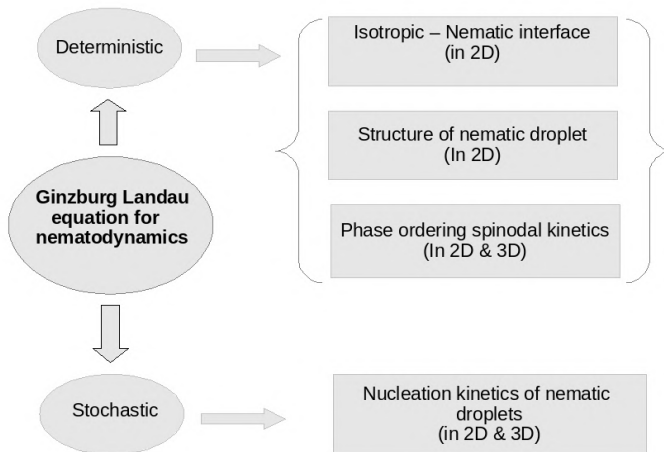 Deterministic
Isotropic – Nematic interface
(in 2D)
Structure of nematic droplet
(In 2D)
Ginzburg Landau
equation for
nematodynamics
Phase ordering spinodal kinetics
(In 2D & 3D)
Stochastic
Nucleation kinetics of nematic
droplets
(in 2D & 3D)